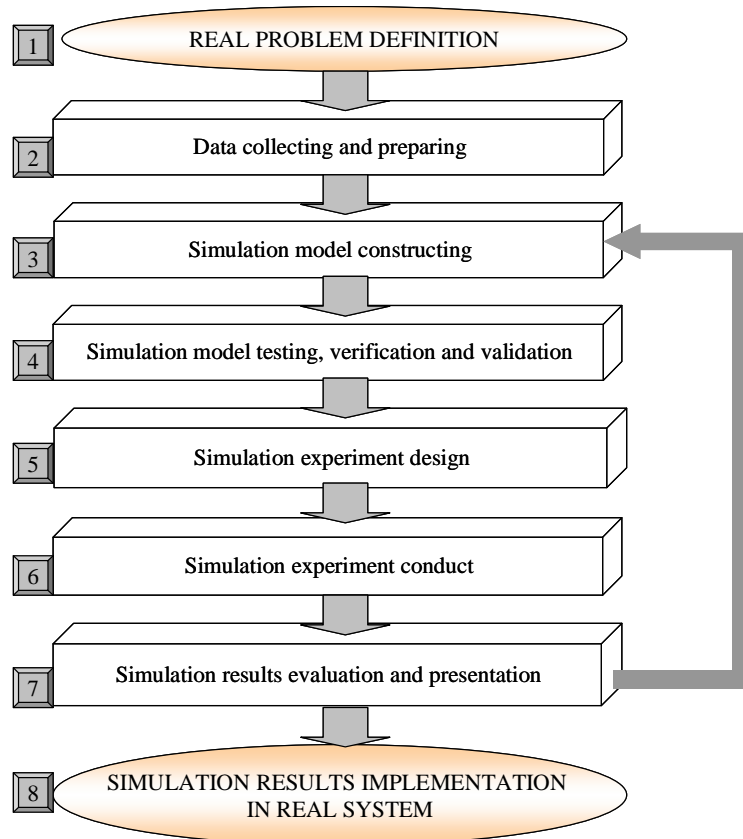 1
REAL PROBLEM DEFINITION
2
Data collecting and preparing
3
Simulation model constructing
4
Simulation model testing, verification and validation
5
Simulation experiment design
6
Simulation experiment conduct
7
Simulation results evaluation and presentation
8
SIMULATION RESULTS IMPLEMENTATION
IN REAL SYSTEM